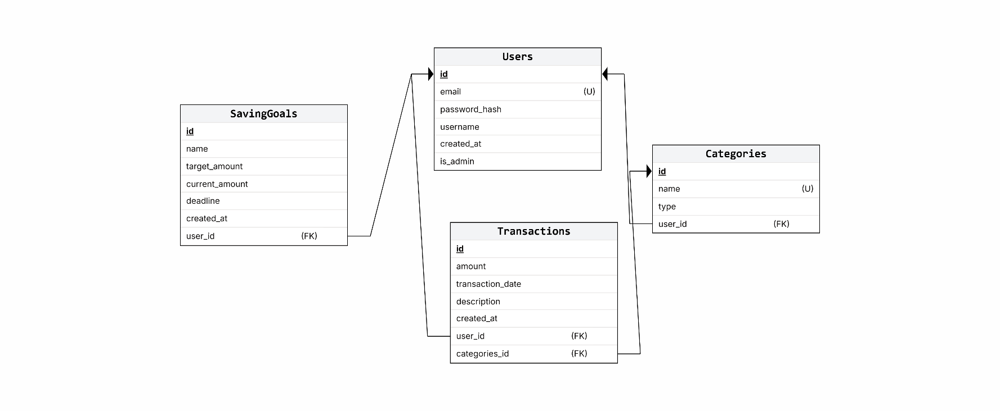 Users
id
email (U)
password_hash
username
created_at
is_admin
SavingGoals
id
name
target_amount
current_amount
deadline
created_at
user_id (FK)
Categories
id
name (U)
type
user_id (FK)
Transactions
id
amount
transaction_date
description
created_at
user_id (FK)
categories_id (FK)